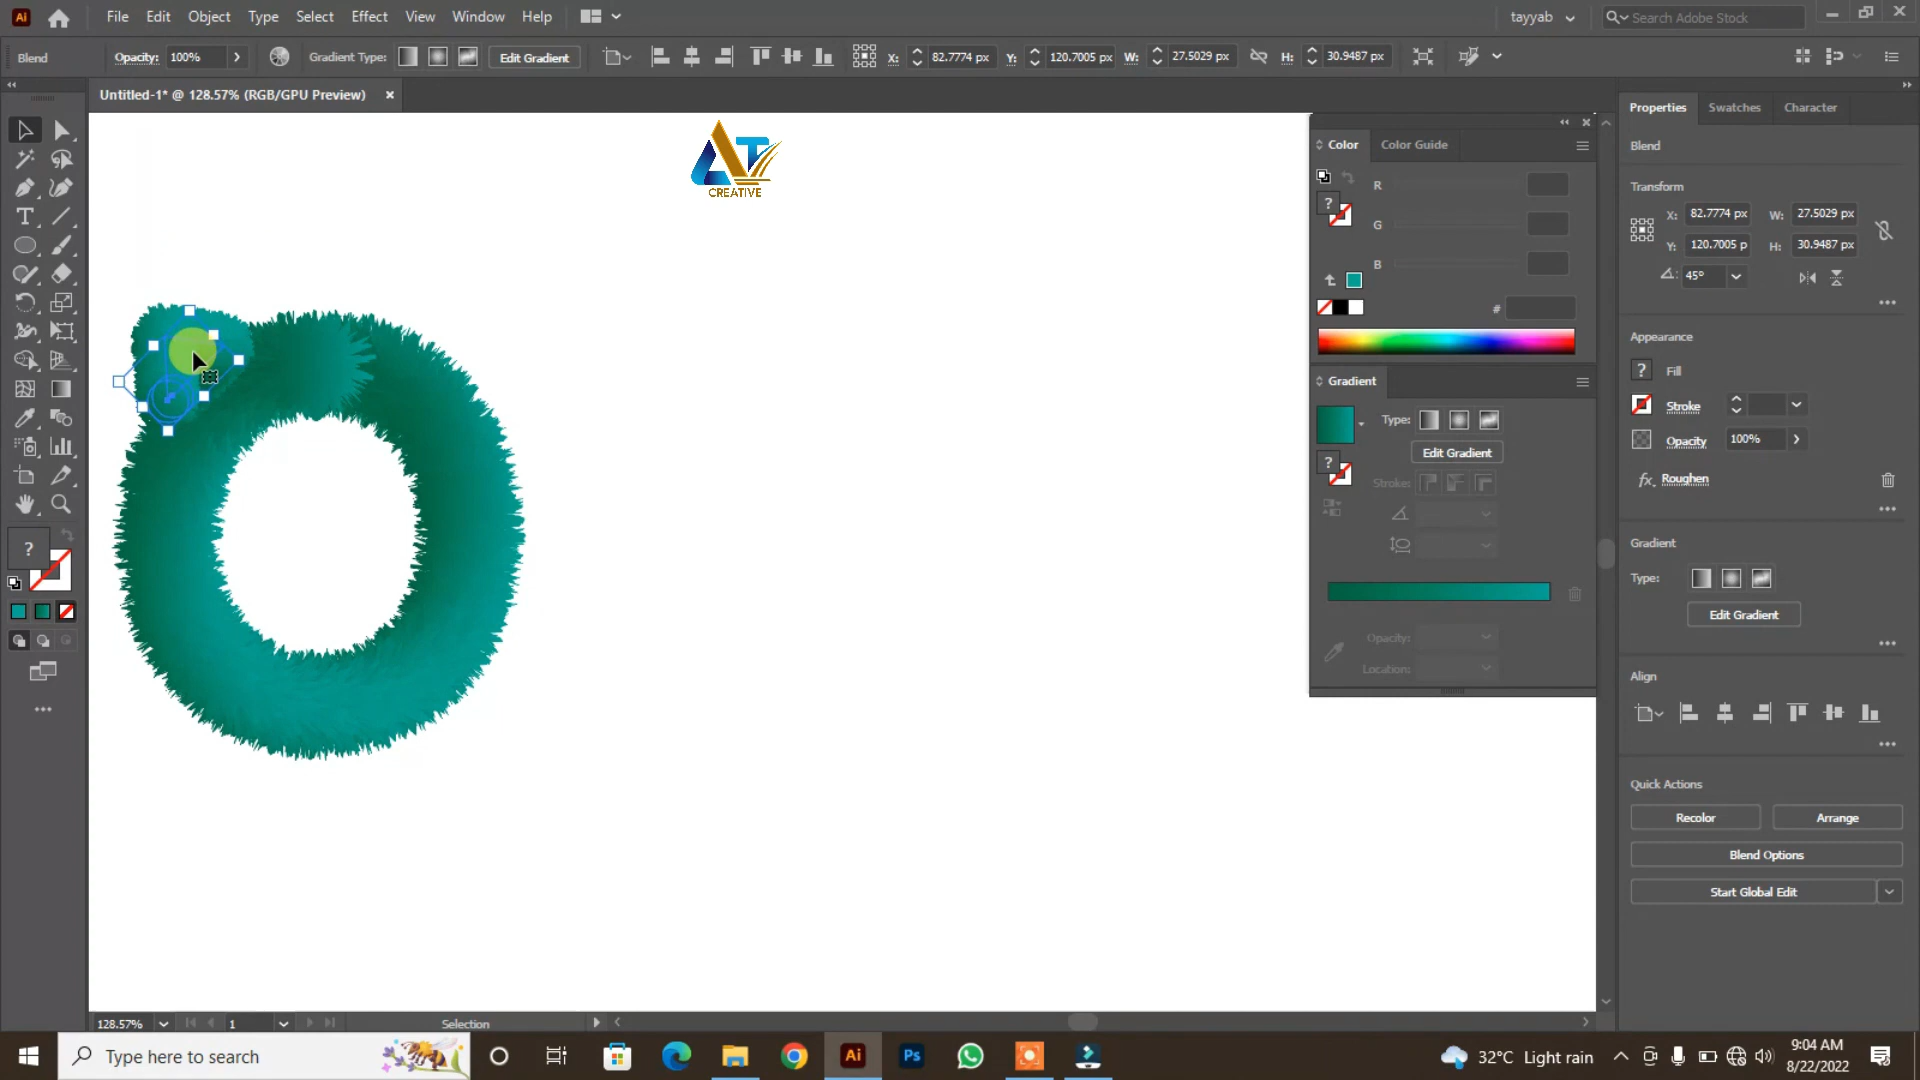 Ai File Edit Object Type Select Effect View Window Help tayyab Search Adobe Stock
Blend Opacity: 100% Gradient Type: Edit Gradient X: 82.7774 px Y: 120.7005 px W: 27.5029 px H: 30.9487 px
Untitled-1* @ 128.57% (RGB/GPU Preview)
AT
CREATIVE
Color Color Guide
R
G
B
#
Gradient
Type:
Edit Gradient
Stroke:
Opacity:
Location:
Properties Swatches Character
Blend
Transform
X: 82.7774 px W: 27.5029 px
Y: 120.7005 p H: 30.9487 px
45°
Appearance
? Fill
Stroke
Opacity 100%
fx Roughen
Gradient
Type:
Edit Gradient
Align
Quick Actions
Recolor Arrange
Blend Options
Start Global Edit
128.57% 1 Selection
Type here to search Ai Ps 32°C Light rain 9:04 AM
8/22/2022